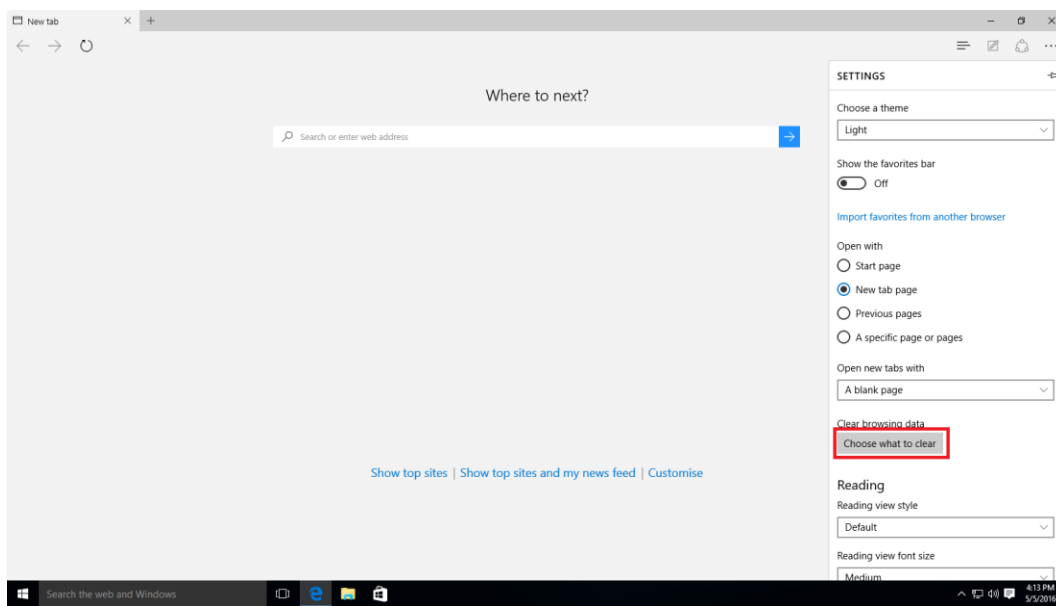 New tab
SETTINGS
Where to next?
Search or enter web address
Choose a theme
Light
Show the favorites bar
Off
Import favorites from another browser
Open with
Start page
New tab page
Previous pages
A specific page or pages
Open new tabs with
A blank page
Clear browsing data
Choose what to clear
Show top sites | Show top sites and my news feed | Customise
Reading
Reading view style
Default
Reading view font size
Medium
Search the web and Windows
4:13 PM
5/5/2016